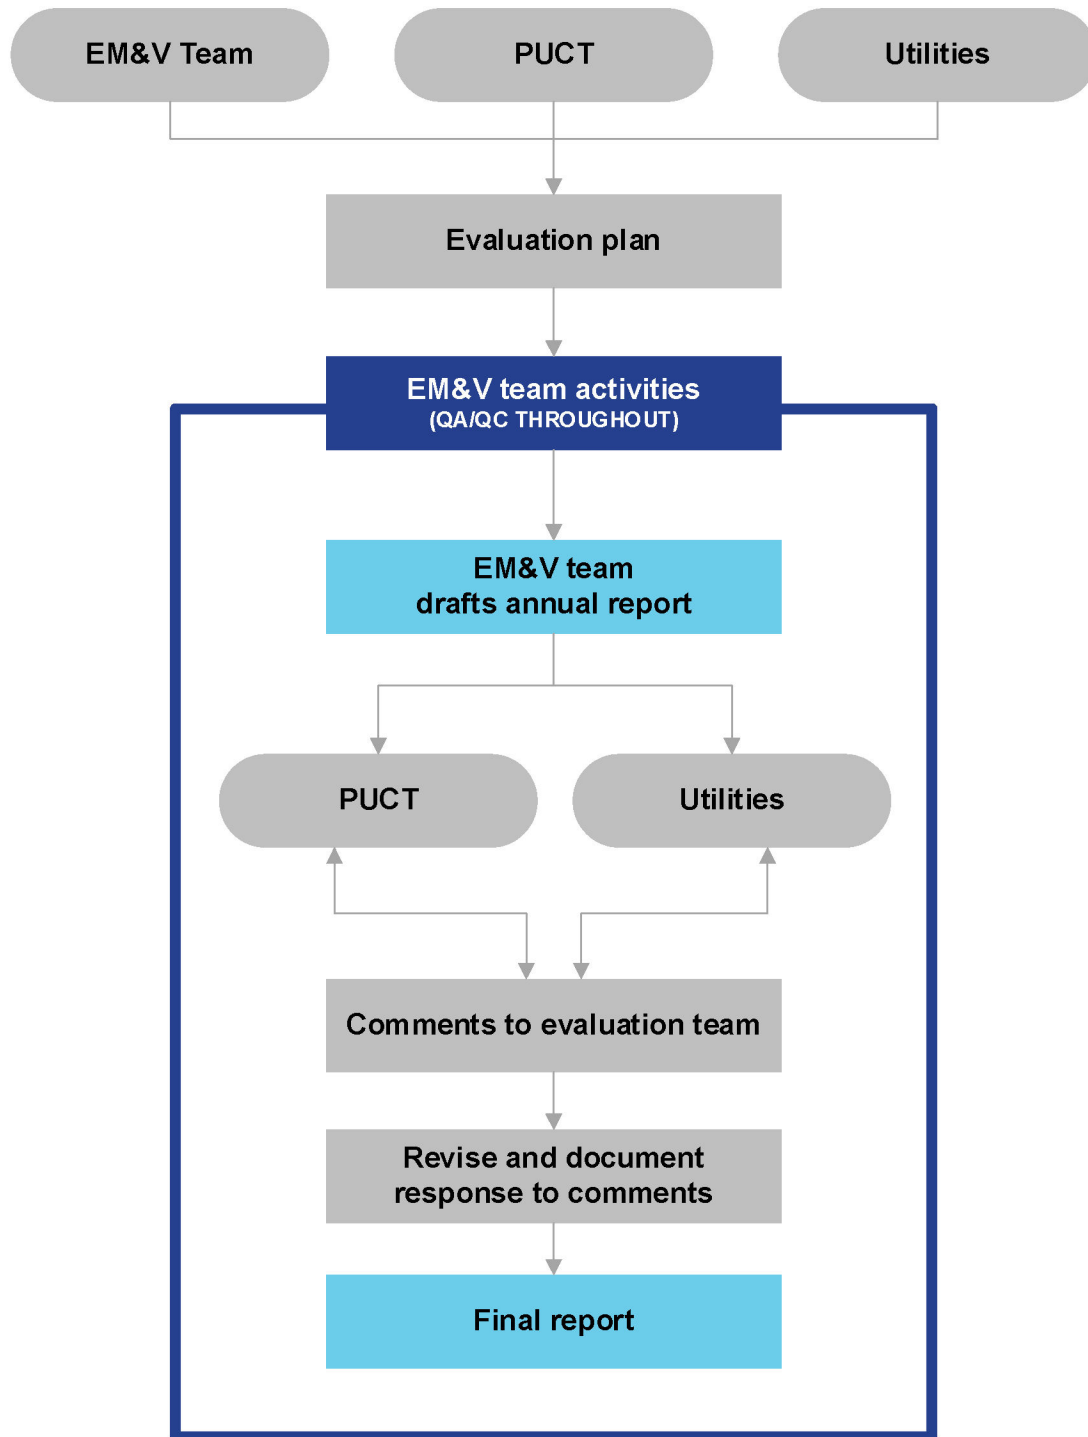 EM&V Team
PUCT
Utilities
Evaluation plan
EM&V team activities
(QA/QC THROUGHOUT)
EM&V team
drafts annual report
PUCT
Utilities
Comments to evaluation team
Revise and document
response to comments
Final report